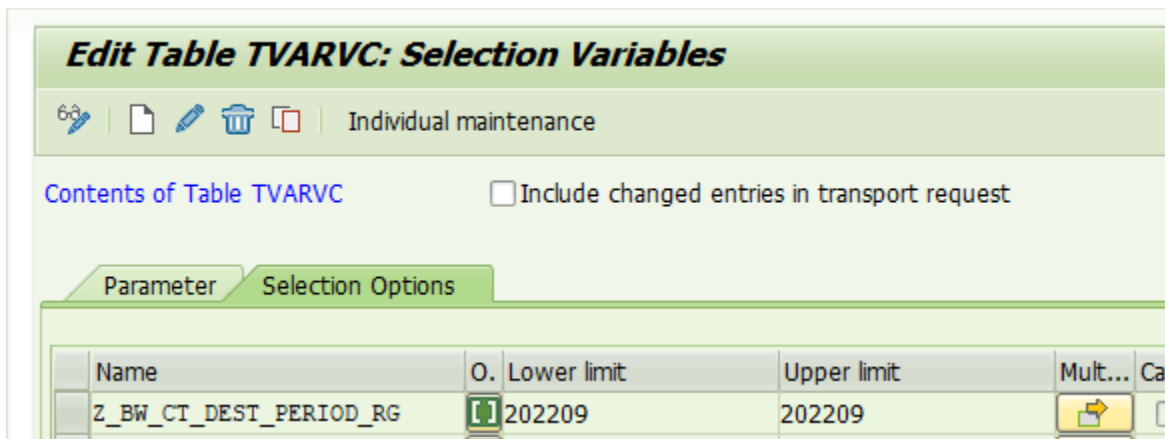 Edit Table TVARVC: Selection Variables
Individual maintenance
Contents of Table TVARVC Include changed entries in transport request
Parameter Selection Options
Name O. Lower limit Upper limit Mult... Ca
Z_BW_CT_DEST_PERIOD_RG 202209 202209